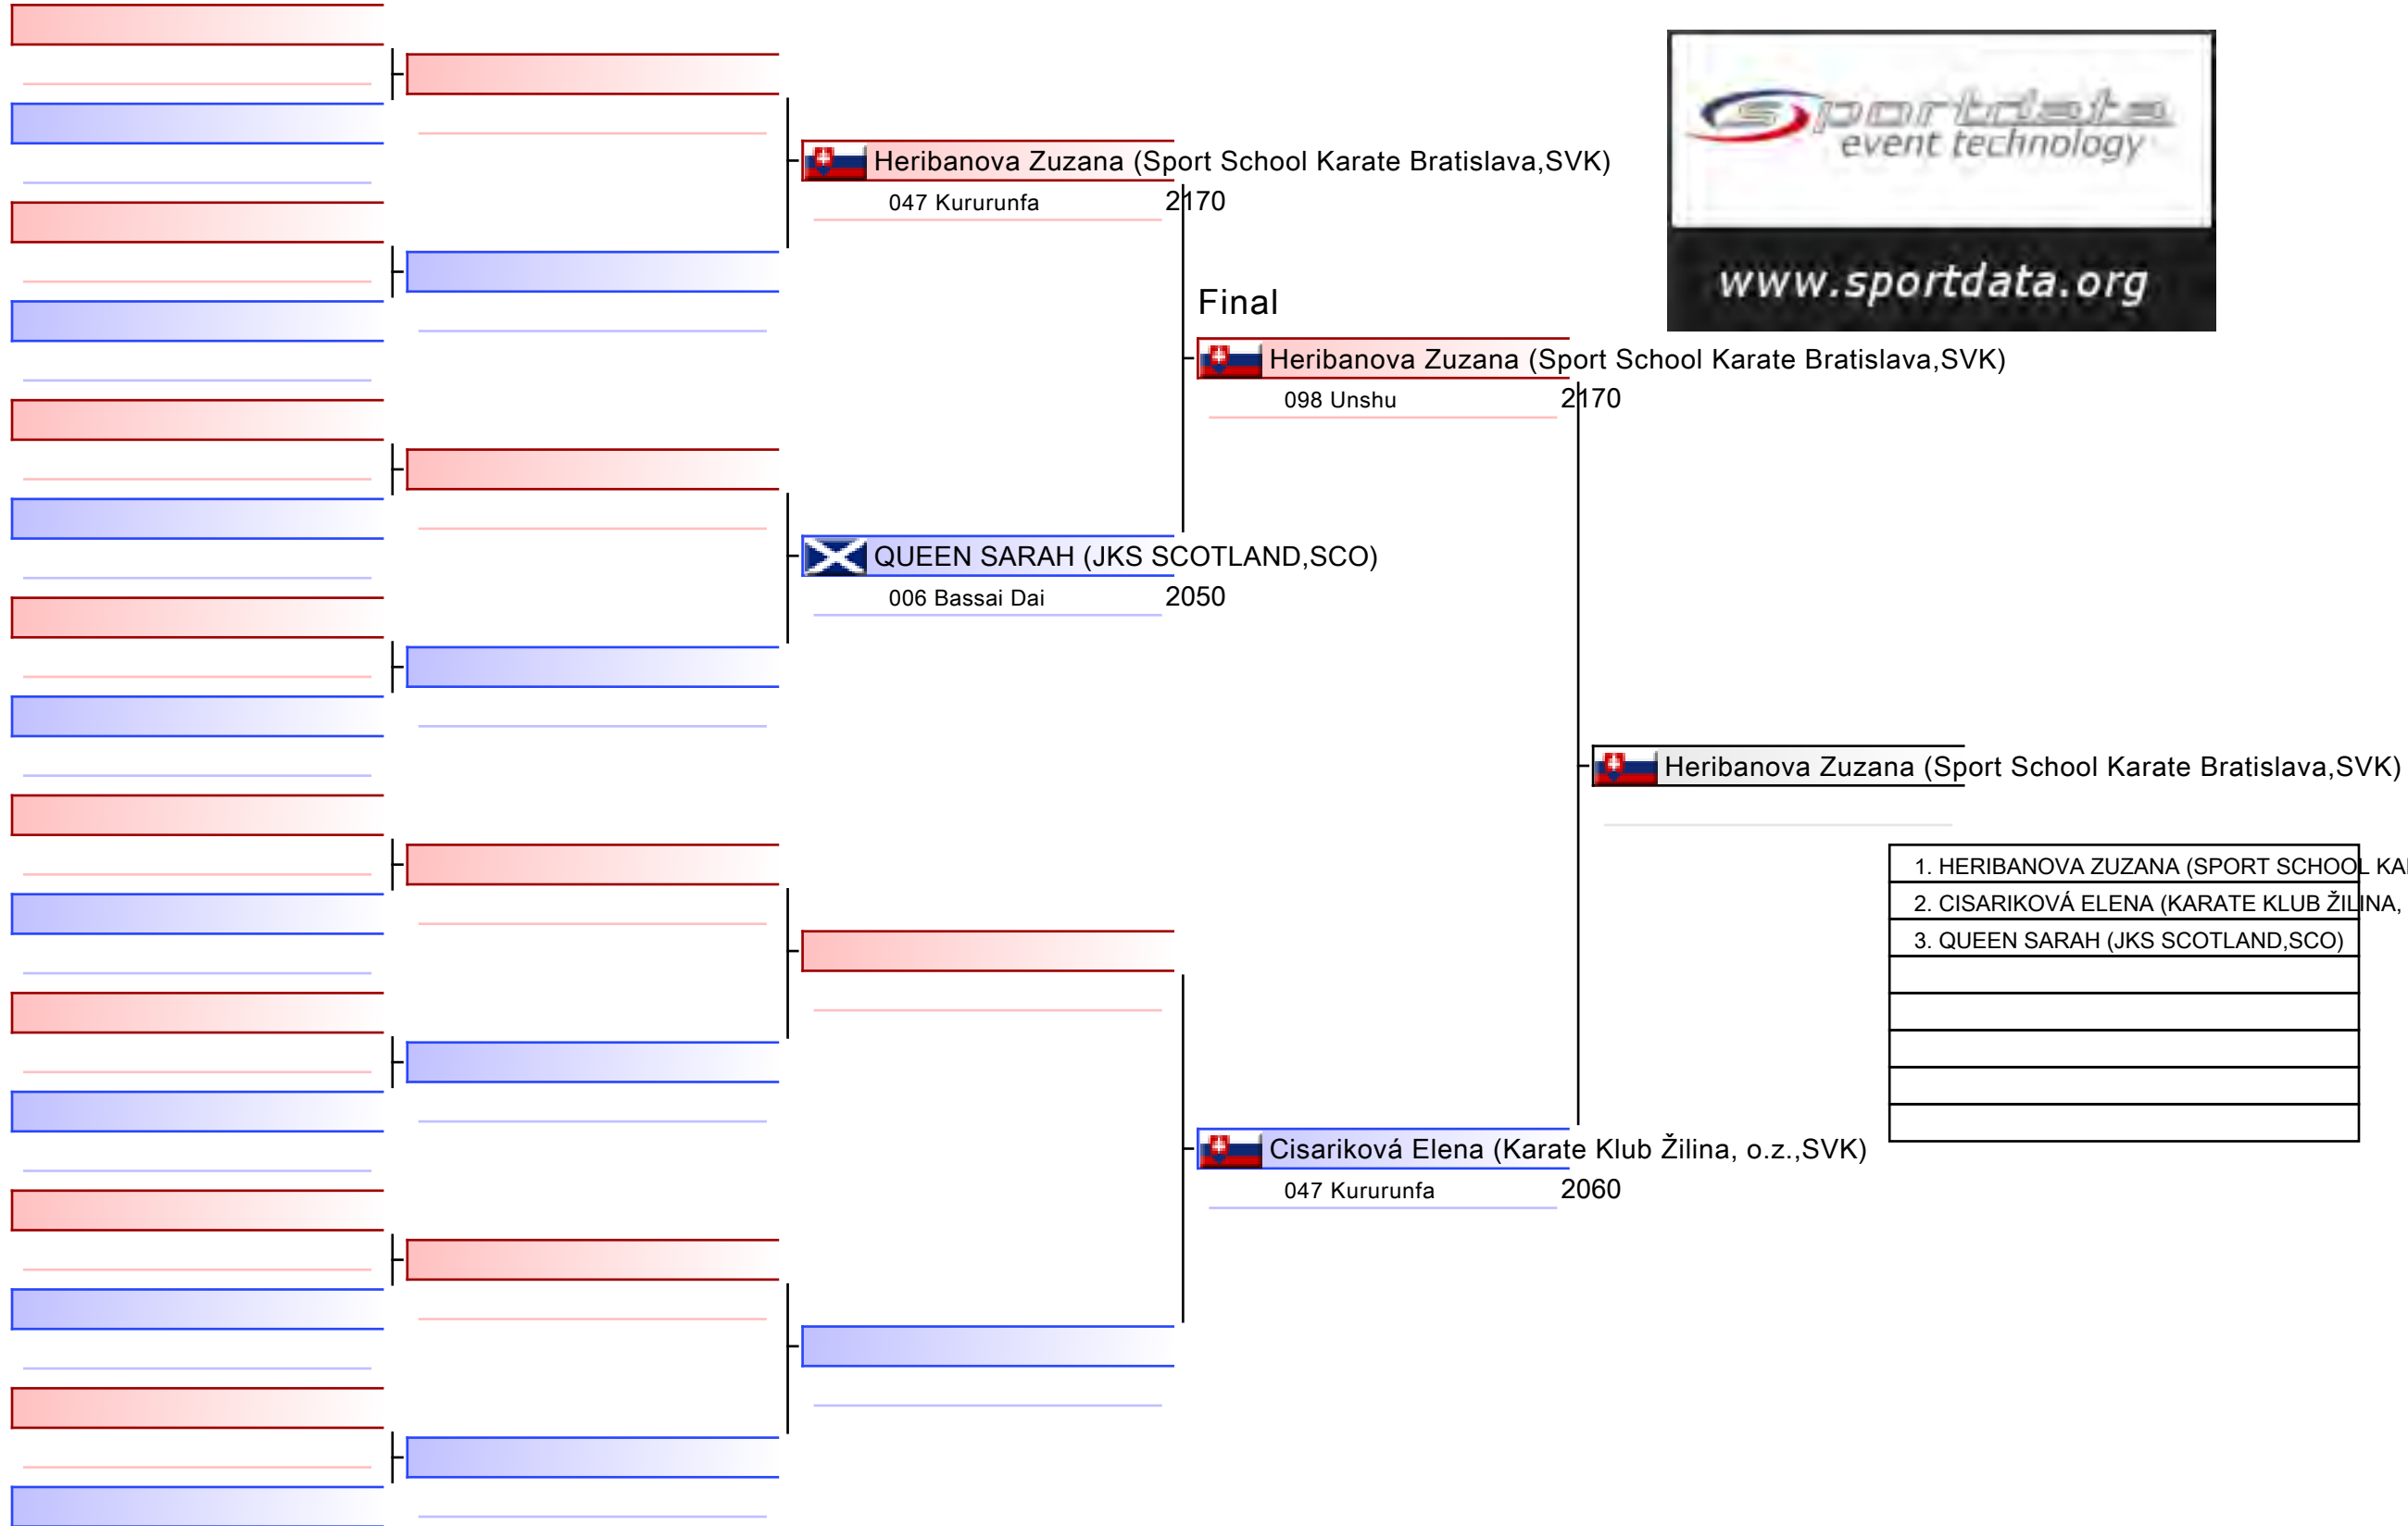 sportdata
event technology
www.sportdata.org
Heribanova Zuzana (Sport School Karate Bratislava,SVK)
047 Kururunfa 2170
Final
Heribanova Zuzana (Sport School Karate Bratislava,SVK)
098 Unshu 2170
QUEEN SARAH (JKS SCOTLAND,SCO)
006 Bassai Dai 2050
Heribanova Zuzana (Sport School Karate Bratislava,SVK)
1. HERIBANOVA ZUZANA (SPORT SCHOOL
2. CISARIKOVÁ ELENA (KARATE KLUB ŽILINA,
3. QUEEN SARAH (JKS SCOTLAND,SCO)
Cisariková Elena (Karate Klub Žilina, o.z.,SVK)
047 Kururunfa 2060